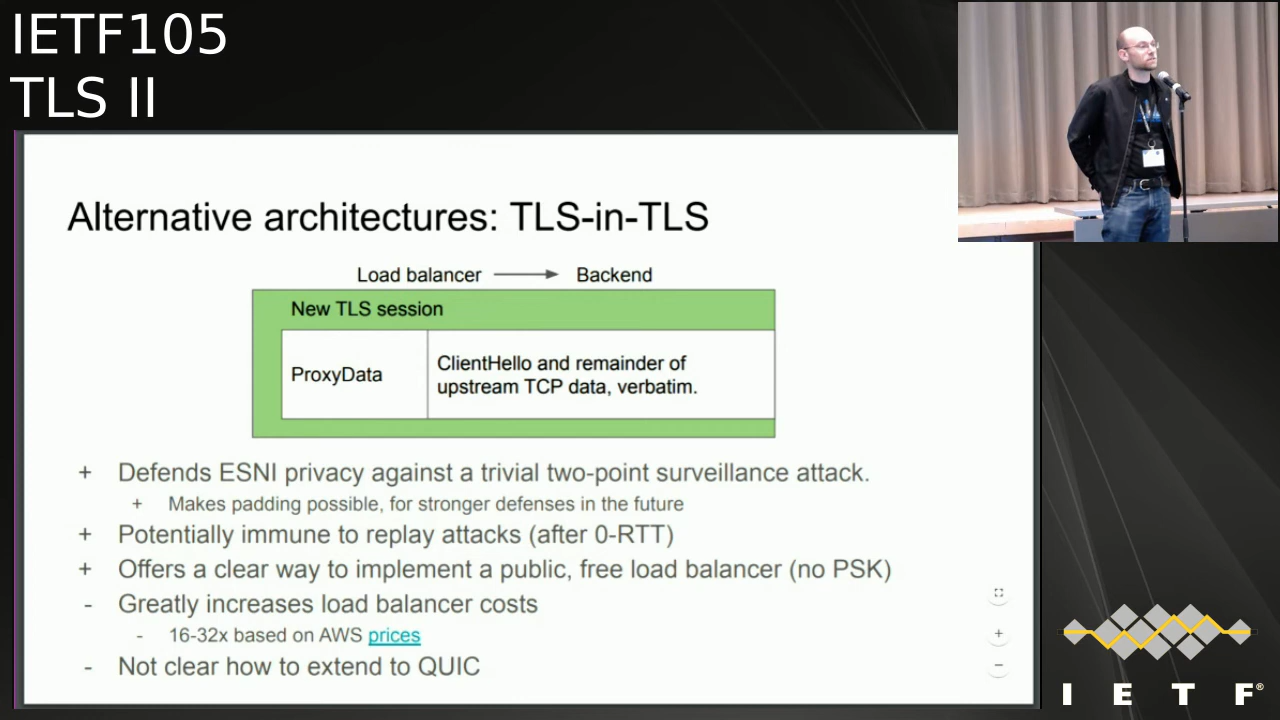 IETF105
TLS II
Alternative architectures: TLS-in-TLS
Load balancer Backend
New TLS session
ProxyData
ClientHello and remainder of
upstream TCP data, verbatim.
+ Defends ESNI privacy against a trivial two-point surveillance attack.
+ Makes padding possible, for stronger defenses in the future
+ Potentially immune to replay attacks (after 0-RTT)
+ Offers a clear way to implement a public, free load balancer (no PSK)
- Greatly increases load balancer costs
- 16-32x based on AWS prices
- Not clear how to extend to QUIC
I E T F®